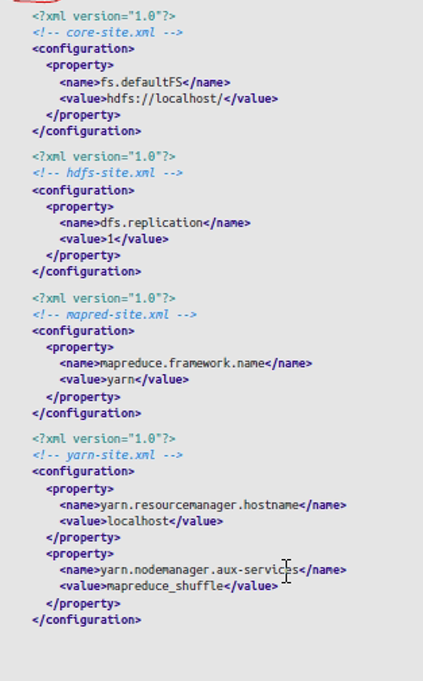 <?xml version="1.0"?>
<!-- core-site.xml -->
<configuration>
<property>
<name>fs.defaultFS</name>
<value>hdfs://localhost/</value>
</property>
</configuration>
<?xml version="1.0"?>
<!-- hdfs-site.xml -->
<configuration>
<property>
<name>dfs.replication</name>
<value>1</value>
</property>
</configuration>
<?xml version="1.0"?>
<!-- mapred-site.xml -->
<configuration>
<property>
<name>mapreduce.framework.name</name>
<value>yarn</value>
</property>
</configuration>
<?xml version="1.0"?>
<!-- yarn-site.xml -->
<configuration>
<property>
<name>yarn.resourcemanager.hostname</name>
<value>localhost</value>
</property>
<property>
<name>yarn.nodemanager.aux-services</name>
<value>mapreduce_shuffle</value>
</property>
</configuration>